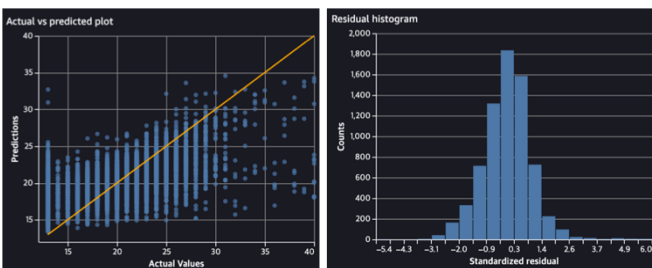 Actual vs predicted plot
40
35
30
25
20
15
Predictions
15 20 25 30 35 40
Actual Values
Residual histogram
2,000
1,800
1,600
1,400
1,200
1,000
800
600
400
200
0
Counts
-5.4 -4.3 -3.1 -2.0 -0.9 0.3 1.4 2.6 3.7 4.9 6.0
Standardized residual